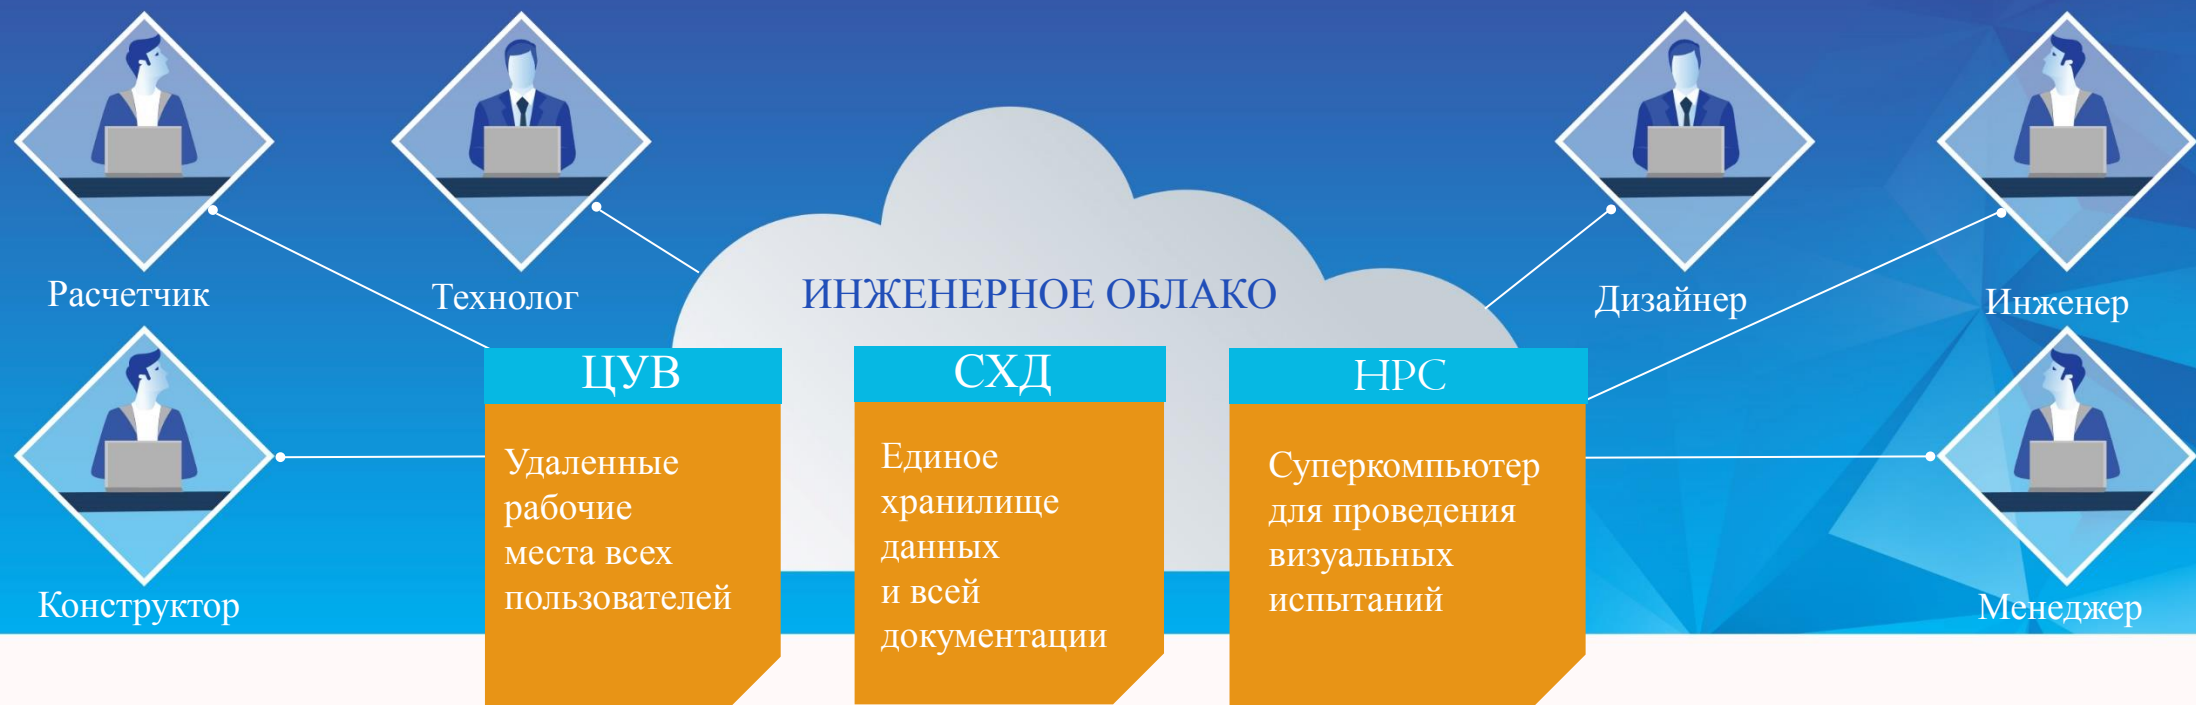 Расчетчик
Технолог
ИНЖЕНЕРНОЕ ОБЛАКО
Дизайнер
Инженер
Конструктор
ЦУВ
Удаленные
рабочие
места всех
пользователей
СХД
Единое
хранилище
данных
и всей
документации
HPC
Суперкомпьютер
для проведения
визуальных
испытаний
Менеджер